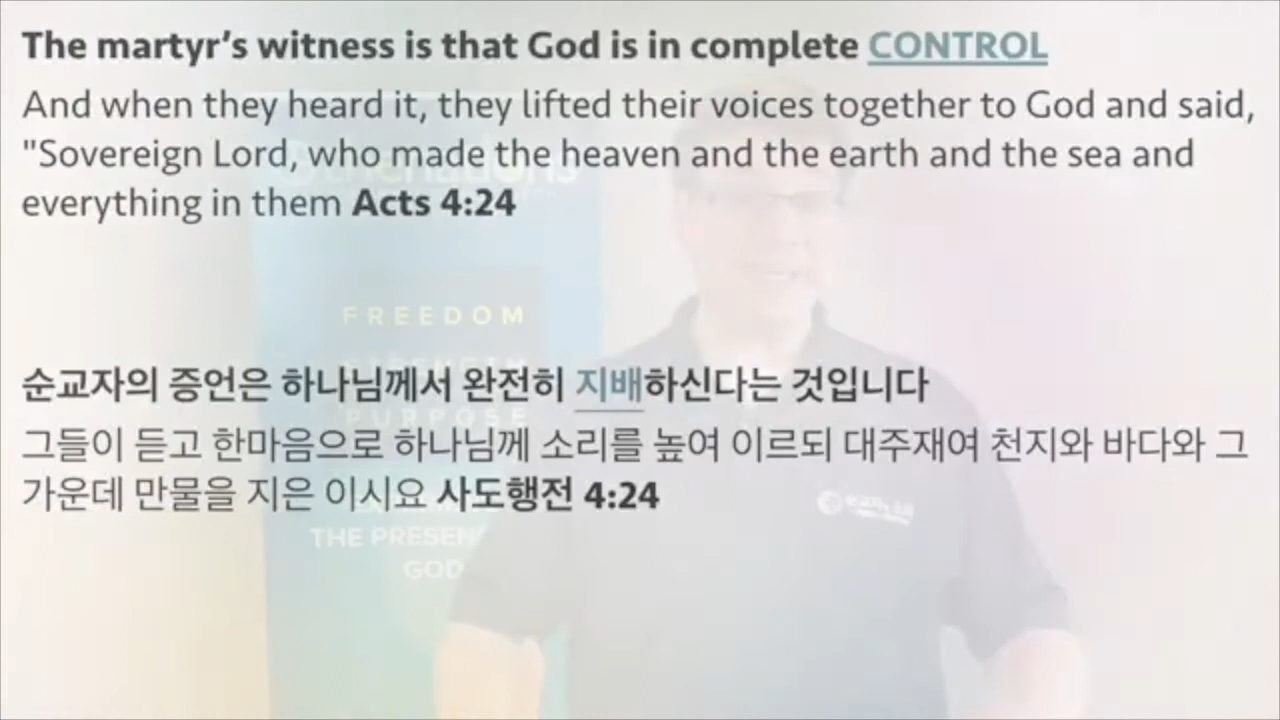 The martyr's witness is that God is in complete CONTROL
And when they heard it, they lifted their voices together to God and said,
"Sovereign Lord, who made the heaven and the earth and the sea and
everything in them Acts 4:24
FREEDOM
STRENGTH
순교자의 증언은 하나님께서 완전히 지배하신다는 것입니다
PURPOSE
그들이 듣고 한마음으로 하나님께 소리를 높여 이르되 대주재여 천지와 바다와 그
가운데 만물을 지은 이시요 사도행전 4:24
THE PRESEN
GOD